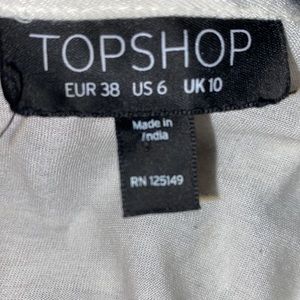 TOPSHOP
EUR 38 US 6 UK 10
Made in
India
RN 125149